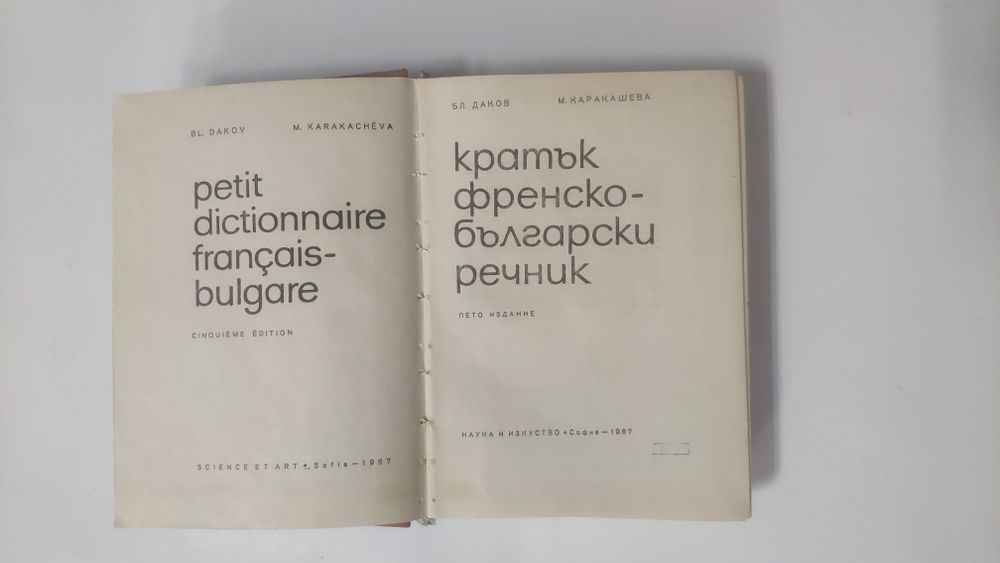 BL. DAKOV M. KARAKACHÉVA
petit
dictionnaire
français-
bulgare
CINQUIÈME ÉDITION
SCIENCE ET ART • Sofia — 1967
БЛ. ДАКОВ М. КАРАКАШЕВА
кратък
френско-
български
речник
ПЕТО ИЗДАНИЕ
НАУКА И ИЗКУСТВО • София — 1967